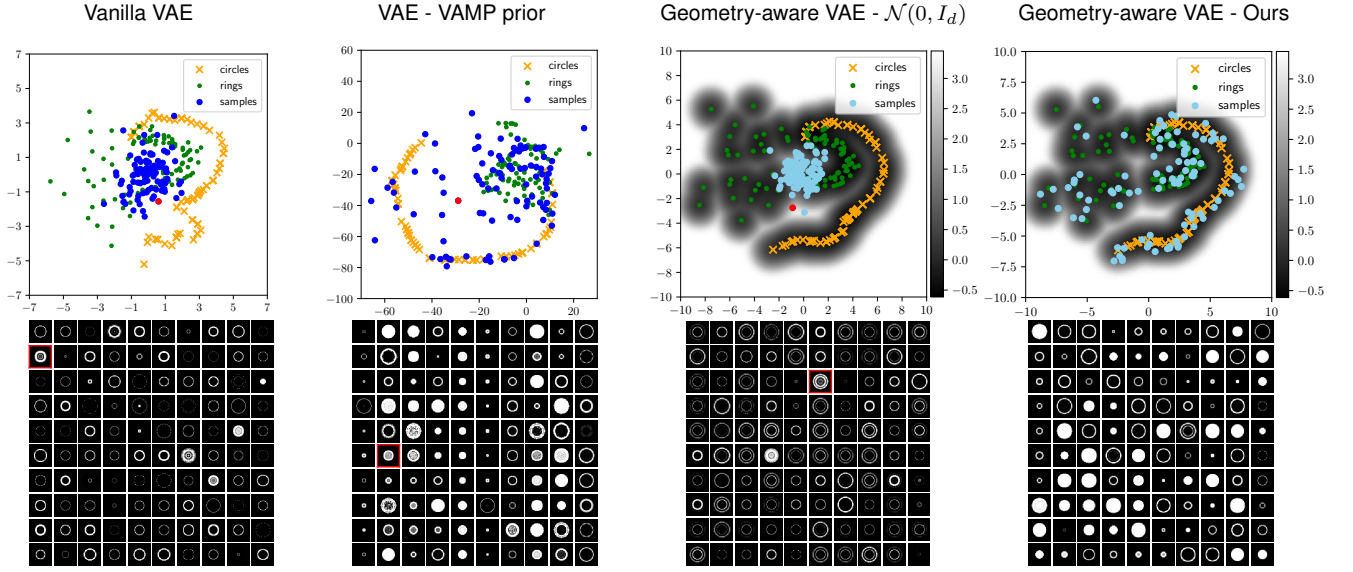 Vanilla VAE
7
5
3
1
−1
−3
−5
−7
−7 −5 −3 −1 1 3 5 7
circles
rings
samples
VAE - VAMP prior
60
40
20
0
−20
−40
−60
−80
−100
−60 −40 −20 0 20
circles
rings
samples
Geometry-aware VAE - 𝒩(0, I_d)
10
8
6
4
2
0
−2
−4
−6
−8
−10
−10 −8 −6 −4 −2 0 2 4 6 8 10
circles
rings
samples
3.0
2.5
2.0
1.5
1.0
0.5
0.0
−0.5
Geometry-aware VAE - Ours
10.0
7.5
5.0
2.5
0.0
−2.5
−5.0
−7.5
−10.0
−10 −5 0 5 10
circles
rings
samples
3.0
2.5
2.0
1.5
1.0
0.5
0.0
−0.5